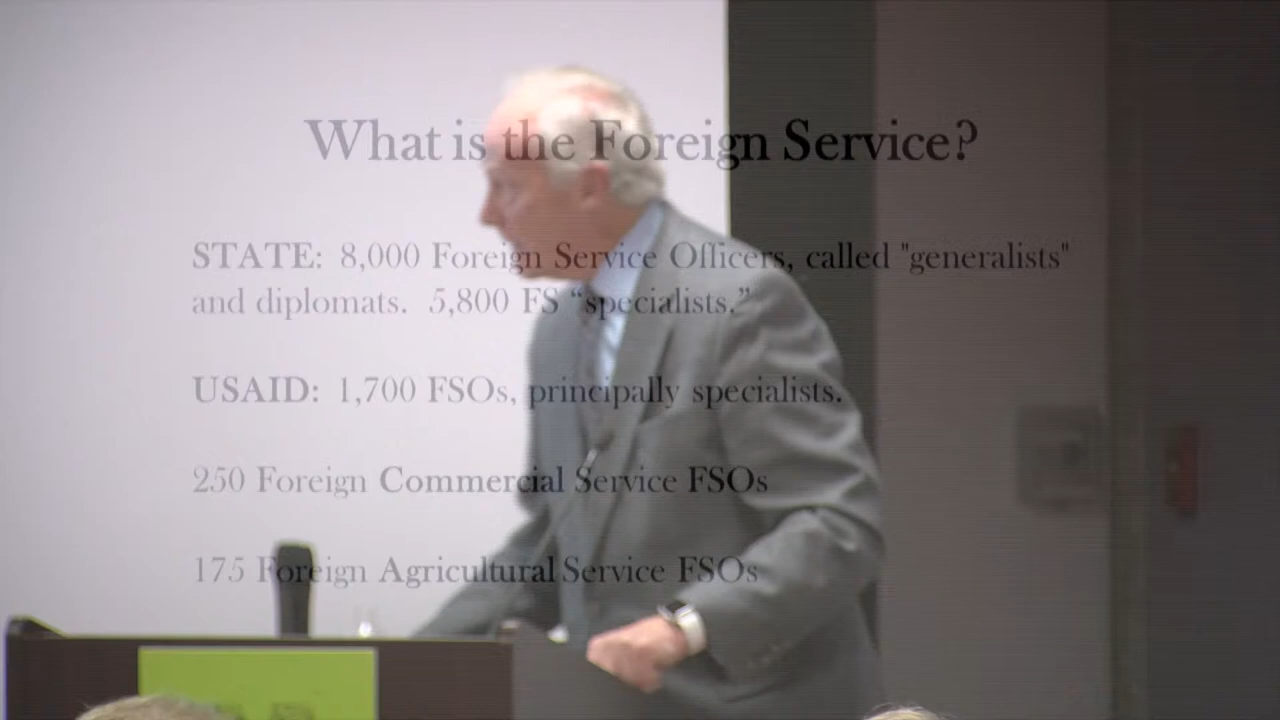 What is the Foreign Service?
STATE: 8,000 Foreign Service Officers, called "generalists"
and diplomats. 5,800 FS “specialists.”
USAID: 1,700 FSOs, principally specialists.
250 Foreign Commercial Service FSOs
175 Foreign Agricultural Service FSOs